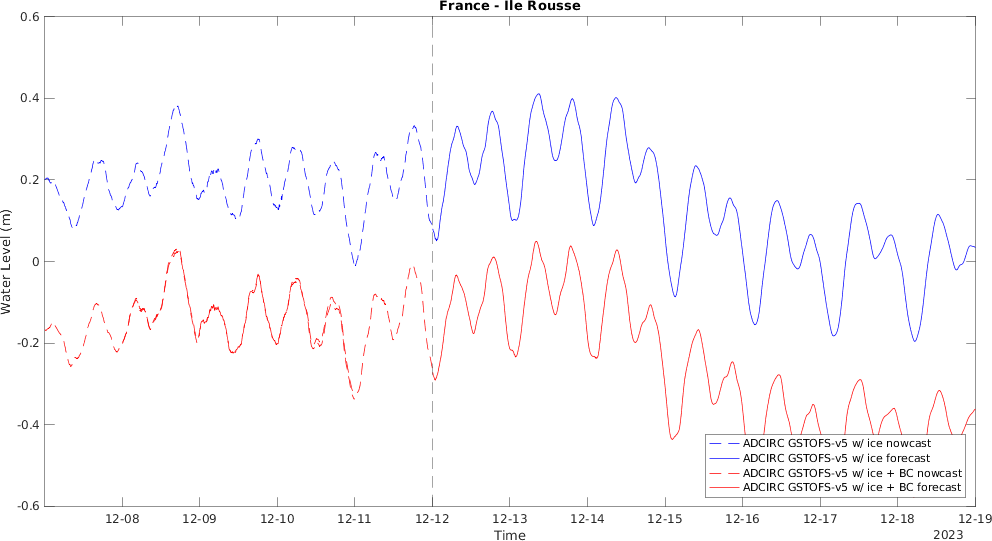 France - Ile Rousse
0.6
0.4
0.2
0
-0.2
-0.4
-0.6
Water Level (m)
ADCIRC GSTOFS-v5 w/ ice nowcast
ADCIRC GSTOFS-v5 w/ ice forecast
ADCIRC GSTOFS-v5 w/ ice + BC nowcast
ADCIRC GSTOFS-v5 w/ ice + BC forecast
12-08 12-09 12-10 12-11 12-12 12-13 12-14 12-15 12-16 12-17 12-18 12-19
Time
2023